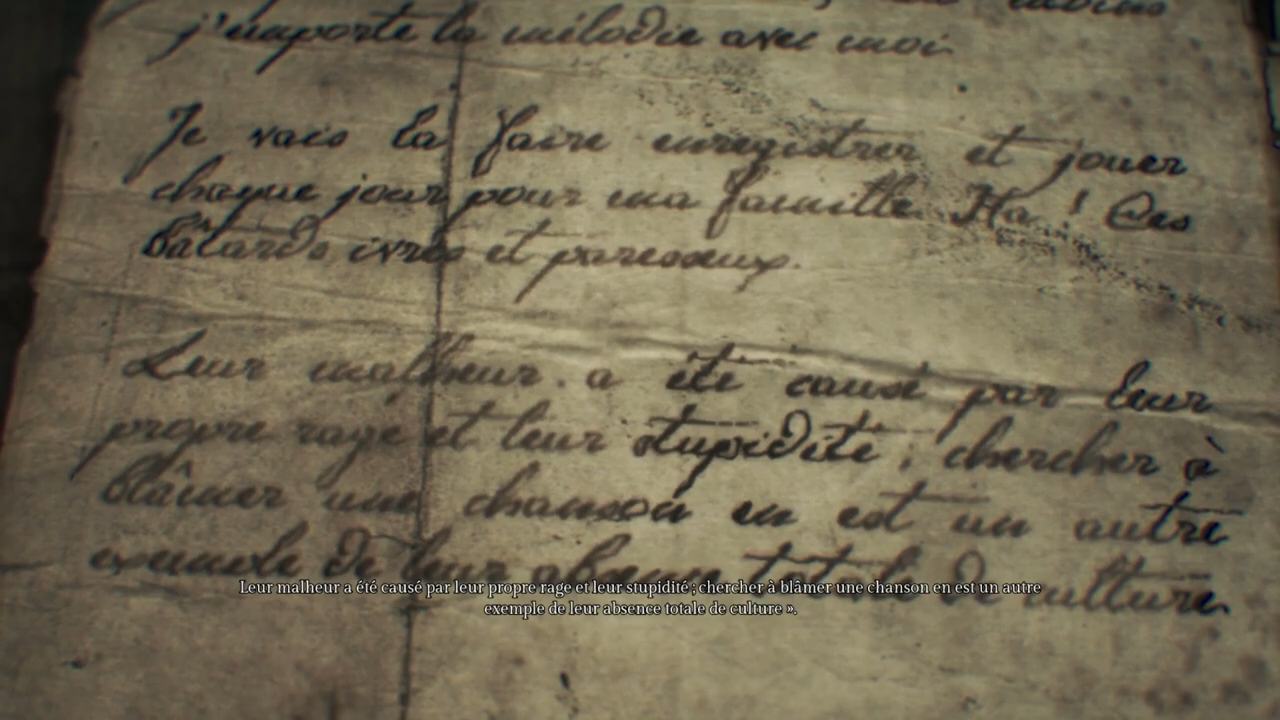 moins
j'emporte la mélodie avec moi.
Je vais la faire enregistrer et jouer
chaque jour pour ma famille. Ha ! Ces
bâtards ivres et paresseux.
Leur malheur a été causé par leur
propre rage et leur stupidité ; chercher à
blâmer une chanson en est un autre
exemple de leur absence totale de culture.
Leur malheur a été causé par leur propre rage et leur stupidité ; chercher à blâmer une chanson en est un autre
exemple de leur absence totale de culture ».